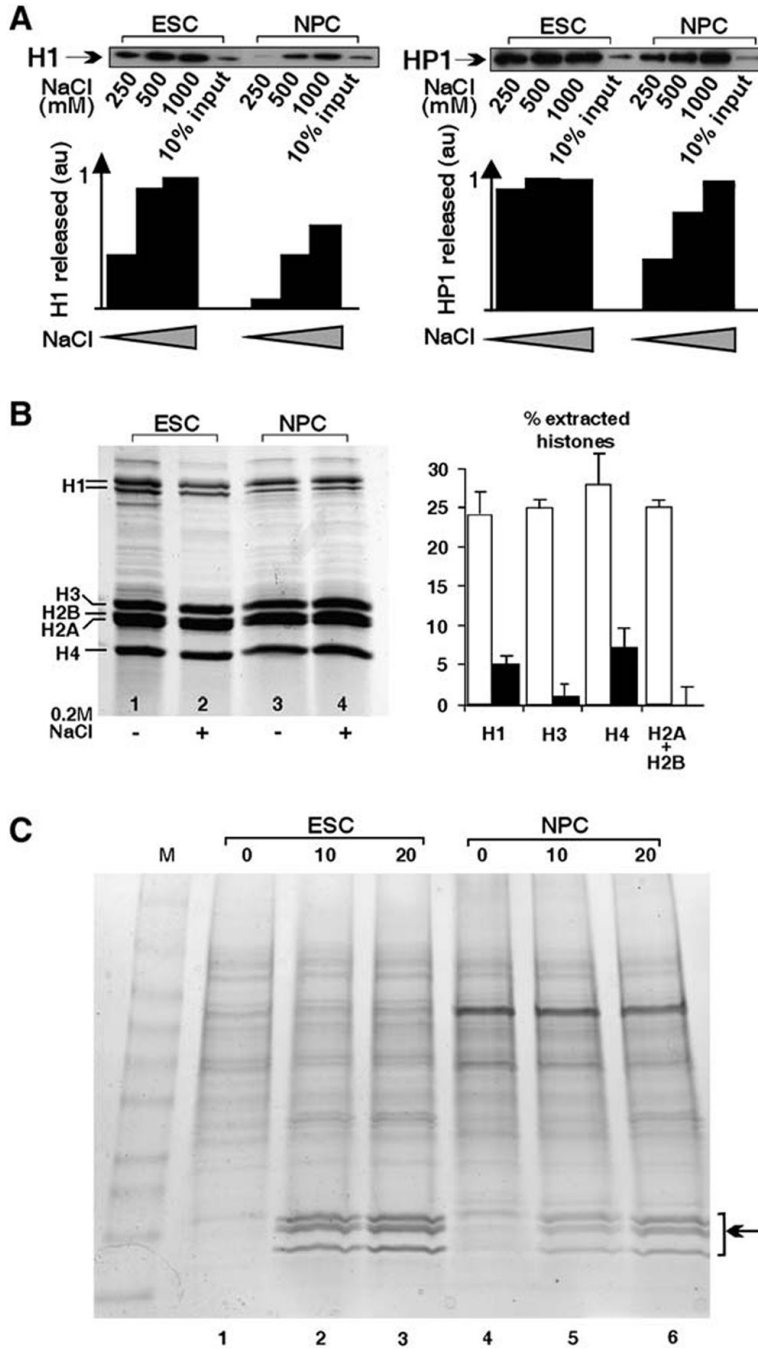 A
ESC NPC
H1
NaCl (mM)
250 500 1000 10% input 250 500 1000 10% input
H1 released (au)
1
NaCl
ESC NPC
HP1
NaCl (mM)
250 500 1000 10% input 250 500 1000 10% input
HP1 released (au)
1
NaCl
B
ESC NPC
H1
H3
H2B
H2A
H4
1 2 3 4
0.2M
NaCl - + - +
% extracted
histones
30
25
20
15
10
5
0
H1 H3 H4 H2A
+
H2B
C
ESC NPC
M 0 10 20 0 10 20
1 2 3 4 5 6